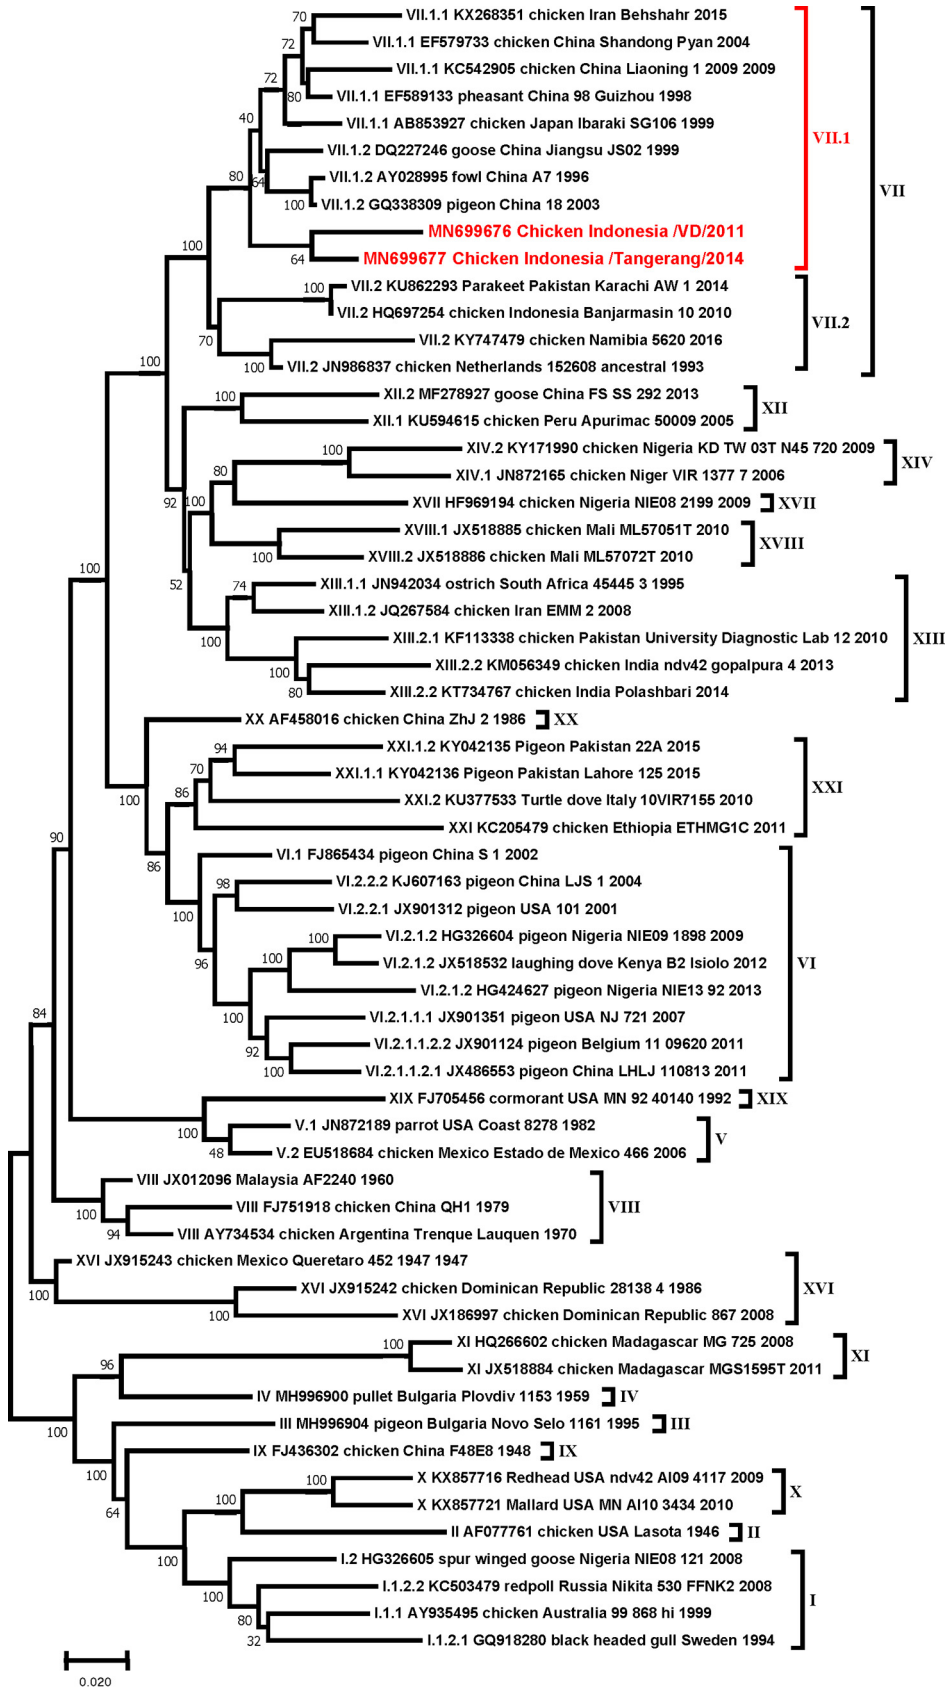 70
VII.1.1 KX268351 chicken Iran Behshahr 2015
72
VII.1.1 EF579733 chicken China Shandong Pyan 2004
72
VII.1.1 KC542905 chicken China Liaoning 1 2009 2009
80
VII.1.1 EF589133 pheasant China 98 Guizhou 1998
40
VII.1.1 AB853927 chicken Japan Ibaraki SG106 1999
VII.1
VII.1.2 DQ227246 goose China Jiangsu JS02 1999
80
64
VII.1.2 AY028995 fowl China A7 1996
VII
100
VII.1.2 GQ338309 pigeon China 18 2003
MN699676 Chicken Indonesia /VD/2011
100
64
MN699677 Chicken Indonesia /Tangerang/2014
100
VII.2 KU862293 Parakeet Pakistan Karachi AW 1 2014
VII.2 HQ697254 chicken Indonesia Banjarmasin 10 2010
VII.2
70
VII.2 KY747479 chicken Namibia 5620 2016
100
100
VII.2 JN986837 chicken Netherlands 152608 ancestral 1993
100
XII.2 MF278927 goose China FS SS 292 2013
XII
XII.1 KU594615 chicken Peru Apurimac 50009 2005
100
XIV.2 KY171990 chicken Nigeria KD TW 03T N45 720 2009
XIV
80
XIV.1 JN872165 chicken Niger VIR 1377 7 2006
92
100
XVII HF969194 chicken Nigeria NIE08 2199 2009
XVII
XVIII.1 JX518885 chicken Mali ML57051T 2010
XVIII
100
XVIII.2 JX518886 chicken Mali ML57072T 2010
100
52
74
XIII.1.1 JN942034 ostrich South Africa 45445 3 1995
XIII.1.2 JQ267584 chicken Iran EMM 2 2008
100
XIII.2.1 KF113338 chicken Pakistan University Diagnostic Lab 12 2010
XIII
100
XIII.2.2 KM056349 chicken India ndv42 gopalpura 4 2013
80
XIII.2.2 KT734767 chicken India Polashbari 2014
XX AF458016 chicken China ZhJ 2 1986
XX
94
XXI.1.2 KY042135 Pigeon Pakistan 22A 2015
70
XXI.1.1 KY042136 Pigeon Pakistan Lahore 125 2015
XXI
100
86
XXI.2 KU377533 Turtle dove Italy 10VIR7155 2010
XXI KC205479 chicken Ethiopia ETHMG1C 2011
90
86
VI.1 FJ865434 pigeon China S 1 2002
98
VI.2.2.2 KJ607163 pigeon China LJS 1 2004
100
VI.2.2.1 JX901312 pigeon USA 101 2001
100
VI.2.1.2 HG326604 pigeon Nigeria NIE09 1898 2009
96
100
VI.2.1.2 JX518532 laughing dove Kenya B2 Isiolo 2012
VI
VI.2.1.2 HG424627 pigeon Nigeria NIE13 92 2013
84
100
VI.2.1.1.1 JX901351 pigeon USA NJ 721 2007
92
VI.2.1.1.2.2 JX901124 pigeon Belgium 11 09620 2011
100
VI.2.1.1.2.1 JX486553 pigeon China LHLJ 110813 2011
XIX FJ705456 cormorant USA MN 92 40140 1992
XIX
100
V.1 JN872189 parrot USA Coast 8278 1982
V
48
V.2 EU518684 chicken Mexico Estado de Mexico 466 2006
VIII JX012096 Malaysia AF2240 1960
100
VIII FJ751918 chicken China QH1 1979
VIII
94
VIII AY734534 chicken Argentina Trenque Lauquen 1970
XVI JX915243 chicken Mexico Queretaro 452 1947 1947
100
XVI JX915242 chicken Dominican Republic 28138 4 1986
XVI
100
XVI JX186997 chicken Dominican Republic 867 2008
100
XI HQ266602 chicken Madagascar MG 725 2008
XI
96
XI JX518884 chicken Madagascar MGS1595T 2011
IV MH996900 pullet Bulgaria Plovdiv 1153 1959
IV
100
III MH996904 pigeon Bulgaria Novo Selo 1161 1995
III
100
IX FJ436302 chicken China F48E8 1948
IX
100
X KX857716 Redhead USA ndv42 AI09 4117 2009
X
64
100
X KX857721 Mallard USA MN AI10 3434 2010
II AF077761 chicken USA Lasota 1946
II
100
I.2 HG326605 spur winged goose Nigeria NIE08 121 2008
100
I.1.2.2 KC503479 redpoll Russia Nikita 530 FFNK2 2008
I
80
I.1.1 AY935495 chicken Australia 99 868 hi 1999
32
I.1.2.1 GQ918280 black headed gull Sweden 1994
0.020